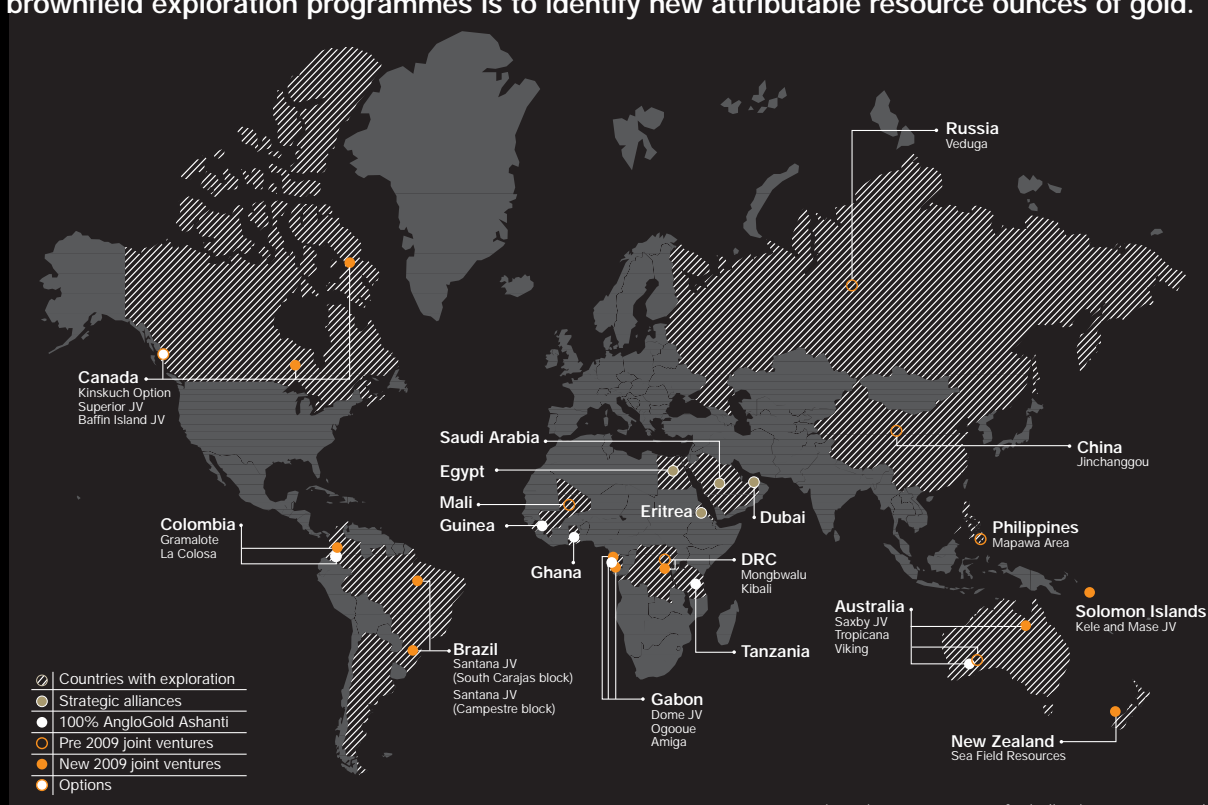 brownfield exploration programmes is to identify new attributable resource ounces of gold.
Russia
Veduga
Canada
Kinskuch Option
Superior JV
Baffin Island JV
Saudi Arabia
Egypt
Mali
Guinea
Ghana
Eritrea
Dubai
China
Jinchanggou
Philippines
Mapawa Area
Colombia
Gramalote
La Colosa
DRC
Mongbwalu
Kibali
Solomon Islands
Kele and Mase JV
Australia
Saxby JV
Tropicana
Viking
Tanzania
Brazil
Santana JV
(South Carajas block)
Santana JV
(Campestre block)
Gabon
Dome JV
Ogooue
Amiga
New Zealand
Sea Field Resources
Countries with exploration
Strategic alliances
100% AngloGold Ashanti
Pre 2009 joint ventures
New 2009 joint ventures
Options